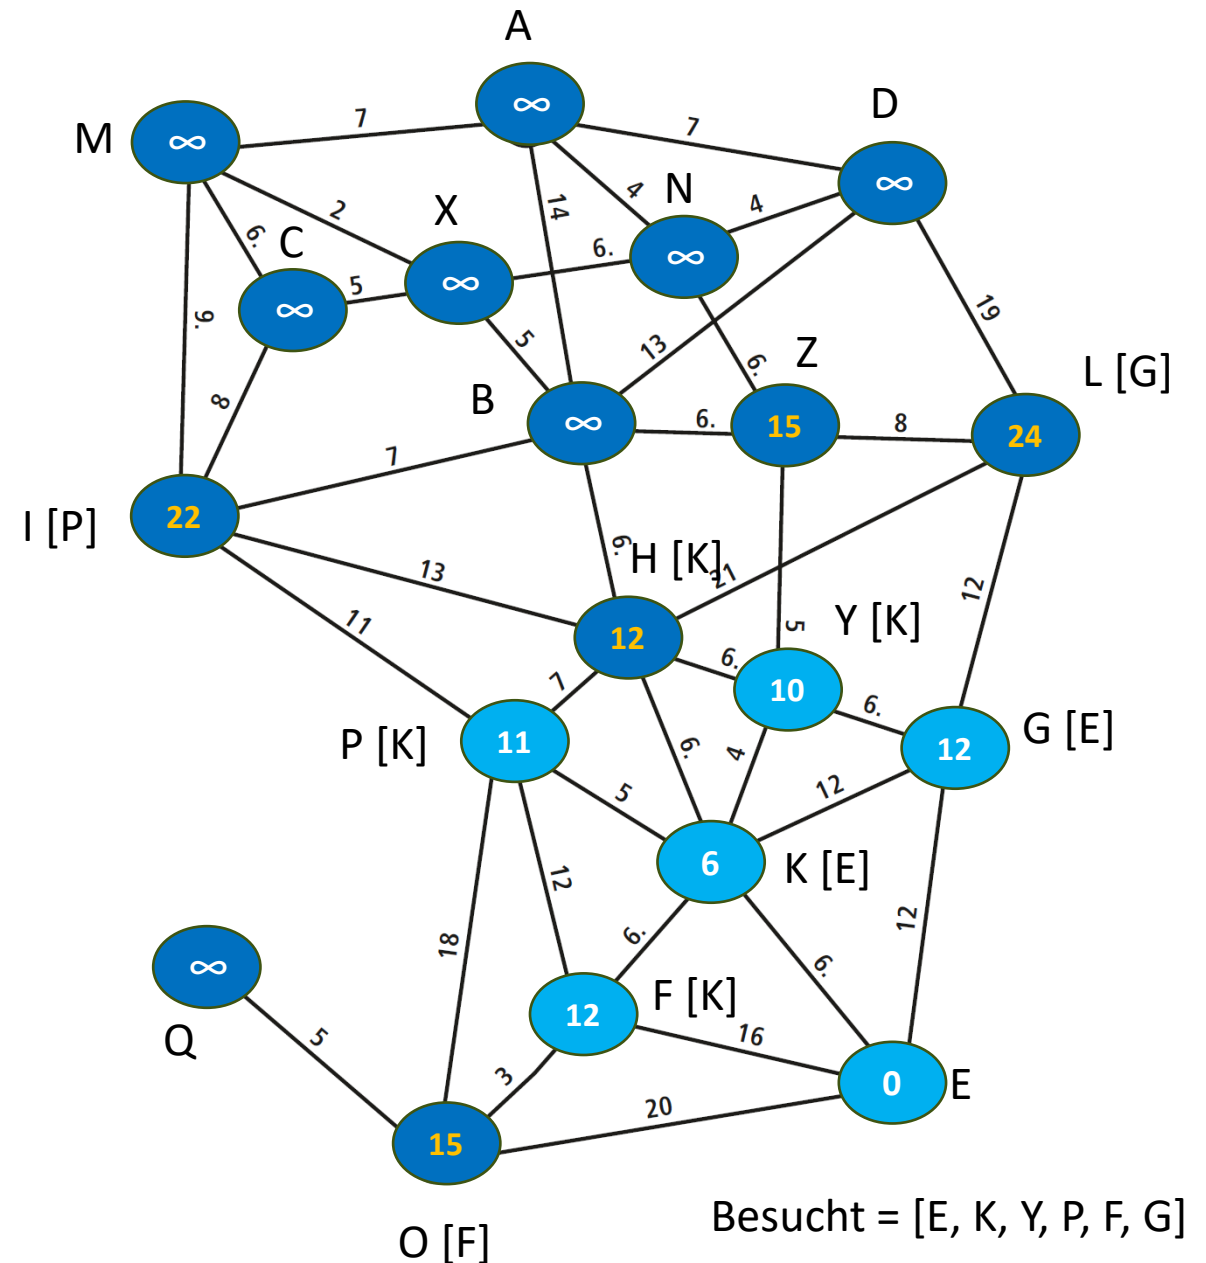 A
∞
7
7
D
M
∞
∞
4
N
2
X
14
4
6.
C
6.
∞
∞
5
∞
9.
5
13
6.
19
Z
L [G]
8
B
∞
6.
15
8
24
7
I [P]
22
6.
H [K]
21
13
12
11
5
Y [K]
12
6.
10
7
6.
G [E]
P [K]
11
6.
4
12
5
12
6
K [E]
12
18
6.
6.
12
∞
F [K]
12
16
Q
5
3
0
E
20
15
O [F]
Besucht = [E, K, Y, P, F, G]